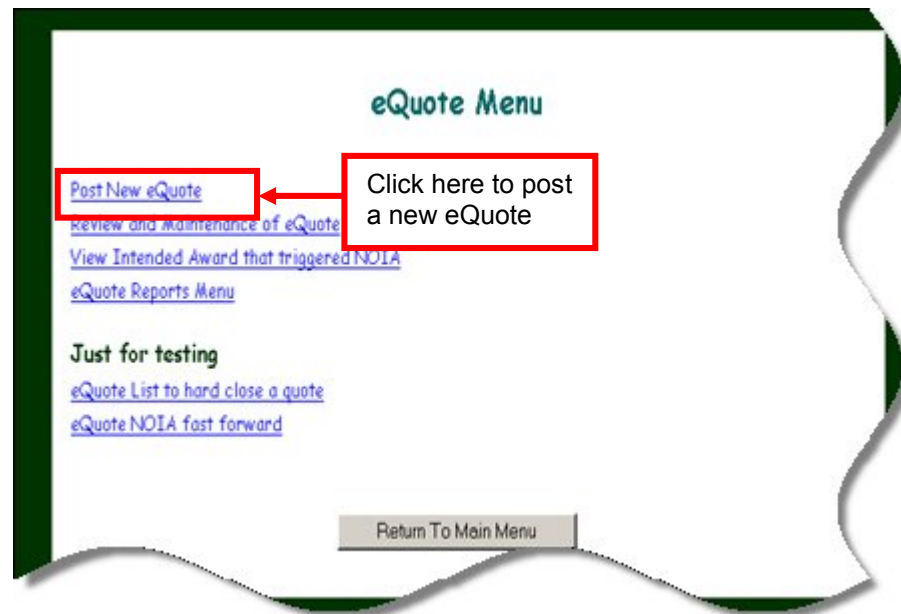 eQuote Menu
Post New eQuote
Click here to post
a new eQuote
Review and Maintenance of eQuote
View Intended Award that triggered NOIA
eQuote Reports Menu
Just for testing
eQuote List to hard close a quote
eQuote NOIA fast forward
Return To Main Menu